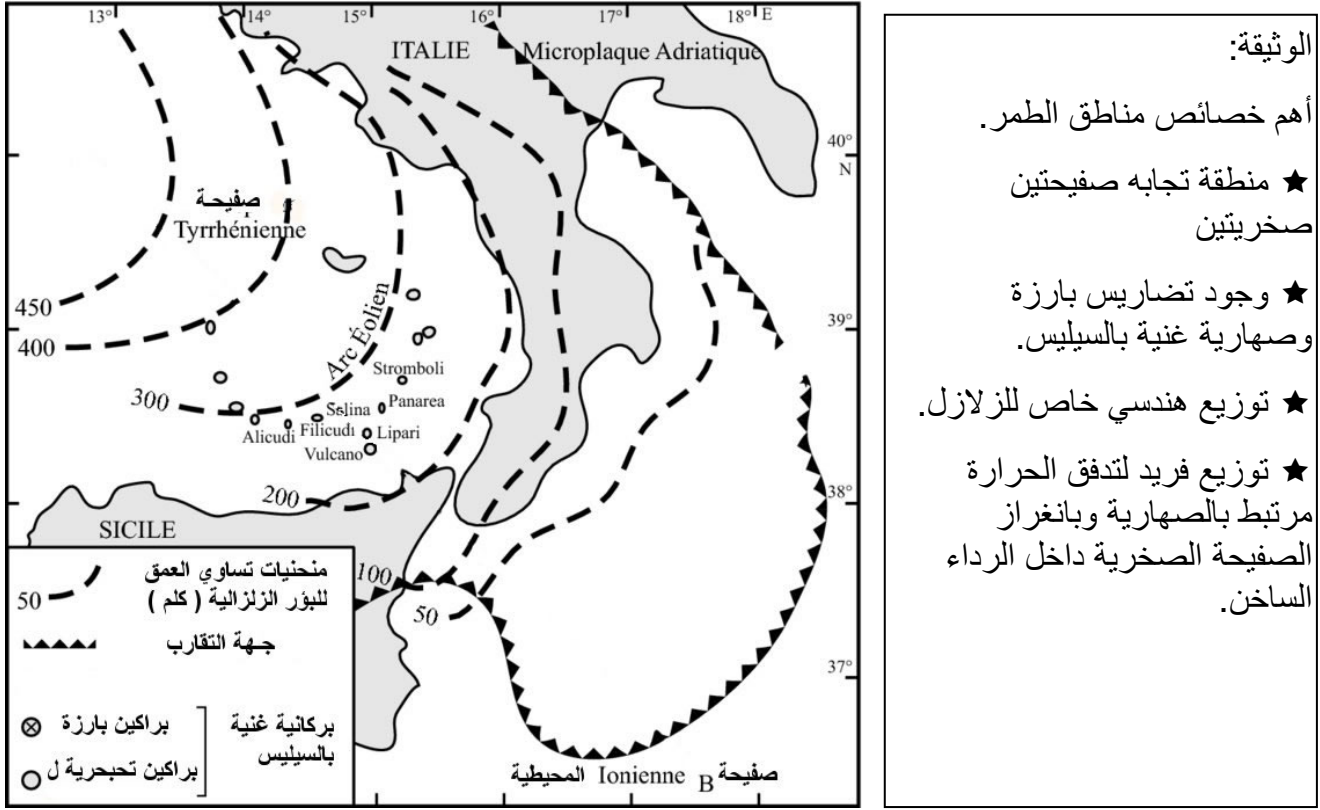 13° 14° 15° 16° 17° 18° E
ITALIE
Microplaque Adriatique
40°
N
صفيحة
Tyrrhénienne
450
400
39°
Arc Éolien
Stromboli
300
Selina
Panarea
Alicudi
Filicudi
Lipari
Vulcano
200
38°
SICILE
100
50
37°
منحنيات تساوي العمق
للبؤر الزلزالية ( كلم )
50
جهة التقارب
بركانية غنية
بالسيليس
براكين بارزة
براكين تحبحرية ل
صفيحة B Ionienne المحيطية
الوثيقة:
أهم خصائص مناطق الطمر.
★ منطقة تجابه صفيحتين
صخريتين
★ وجود تضاريس بارزة
وصهارية غنية بالسيليس.
★ توزيع هندسي خاص للزلازل.
★ توزيع فريد لتدفق الحرارة
مرتبط بالصهارية وبانغراز
الصفيحة الصخرية داخل الرداء
الساخن.